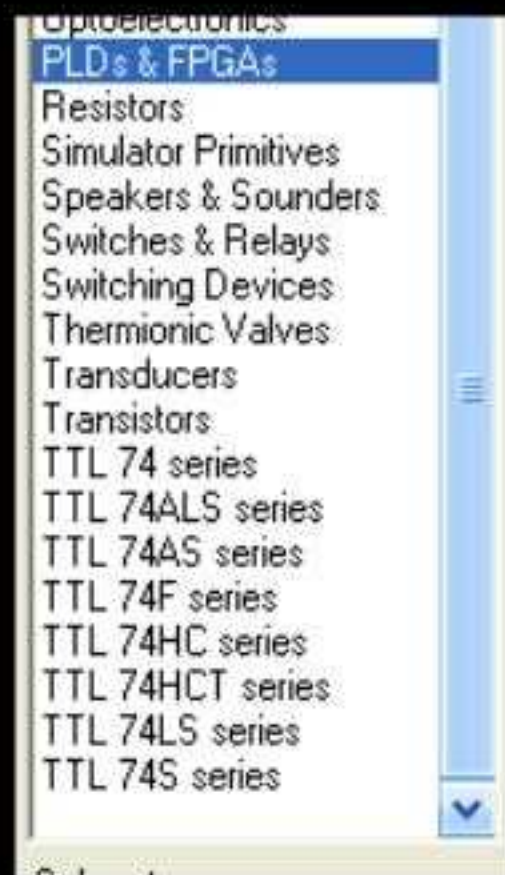 Optoelectronics
PLDs & FPGAs
Resistors
Simulator Primitives
Speakers & Sounders
Switches & Relays
Switching Devices
Thermionic Valves
Transducers
Transistors
TTL 74 series
TTL 74ALS series
TTL 74AS series
TTL 74F series
TTL 74HC series
TTL 74HCT series
TTL 74LS series
TTL 74S series